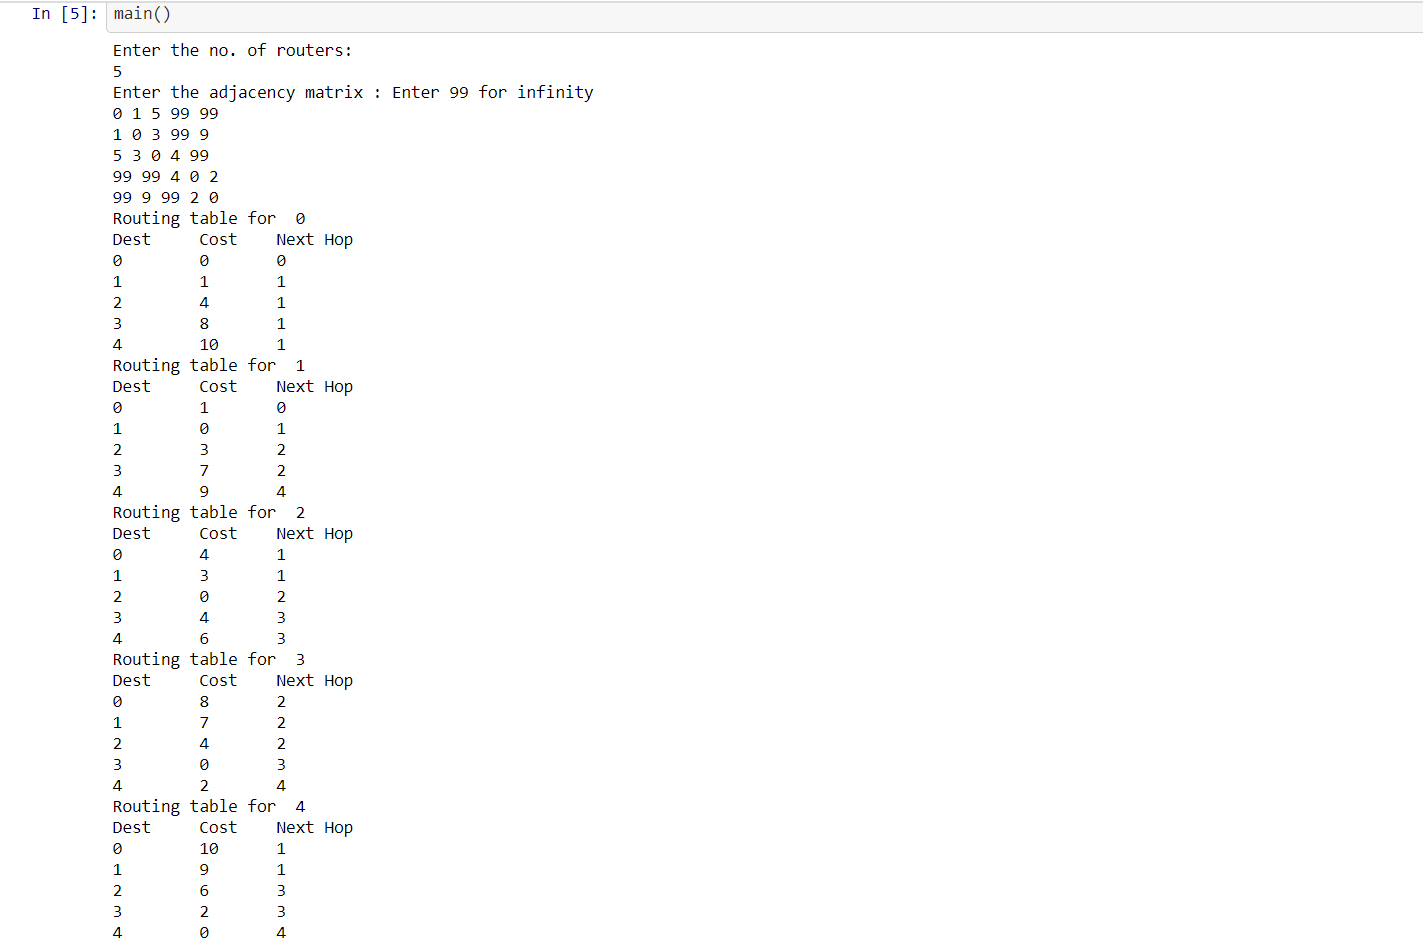 In [5]: main()
Enter the no. of routers:
5
Enter the adjacency matrix : Enter 99 for infinity
0 1 5 99 99
1 0 3 99 9
5 3 0 4 99
99 99 4 0 2
99 9 99 2 0
Routing table for  0
Dest     Cost    Next Hop
0        0       0
1        1       1
2        4       1
3        8       1
4        10      1
Routing table for  1
Dest     Cost    Next Hop
0        1       0
1        0       1
2        3       2
3        7       2
4        9       4
Routing table for  2
Dest     Cost    Next Hop
0        4       1
1        3       1
2        0       2
3        4       3
4        6       3
Routing table for  3
Dest     Cost    Next Hop
0        8       2
1        7       2
2        4       2
3        0       3
4        2       4
Routing table for  4
Dest     Cost    Next Hop
0        10      1
1        9       1
2        6       3
3        2       3
4        0       4